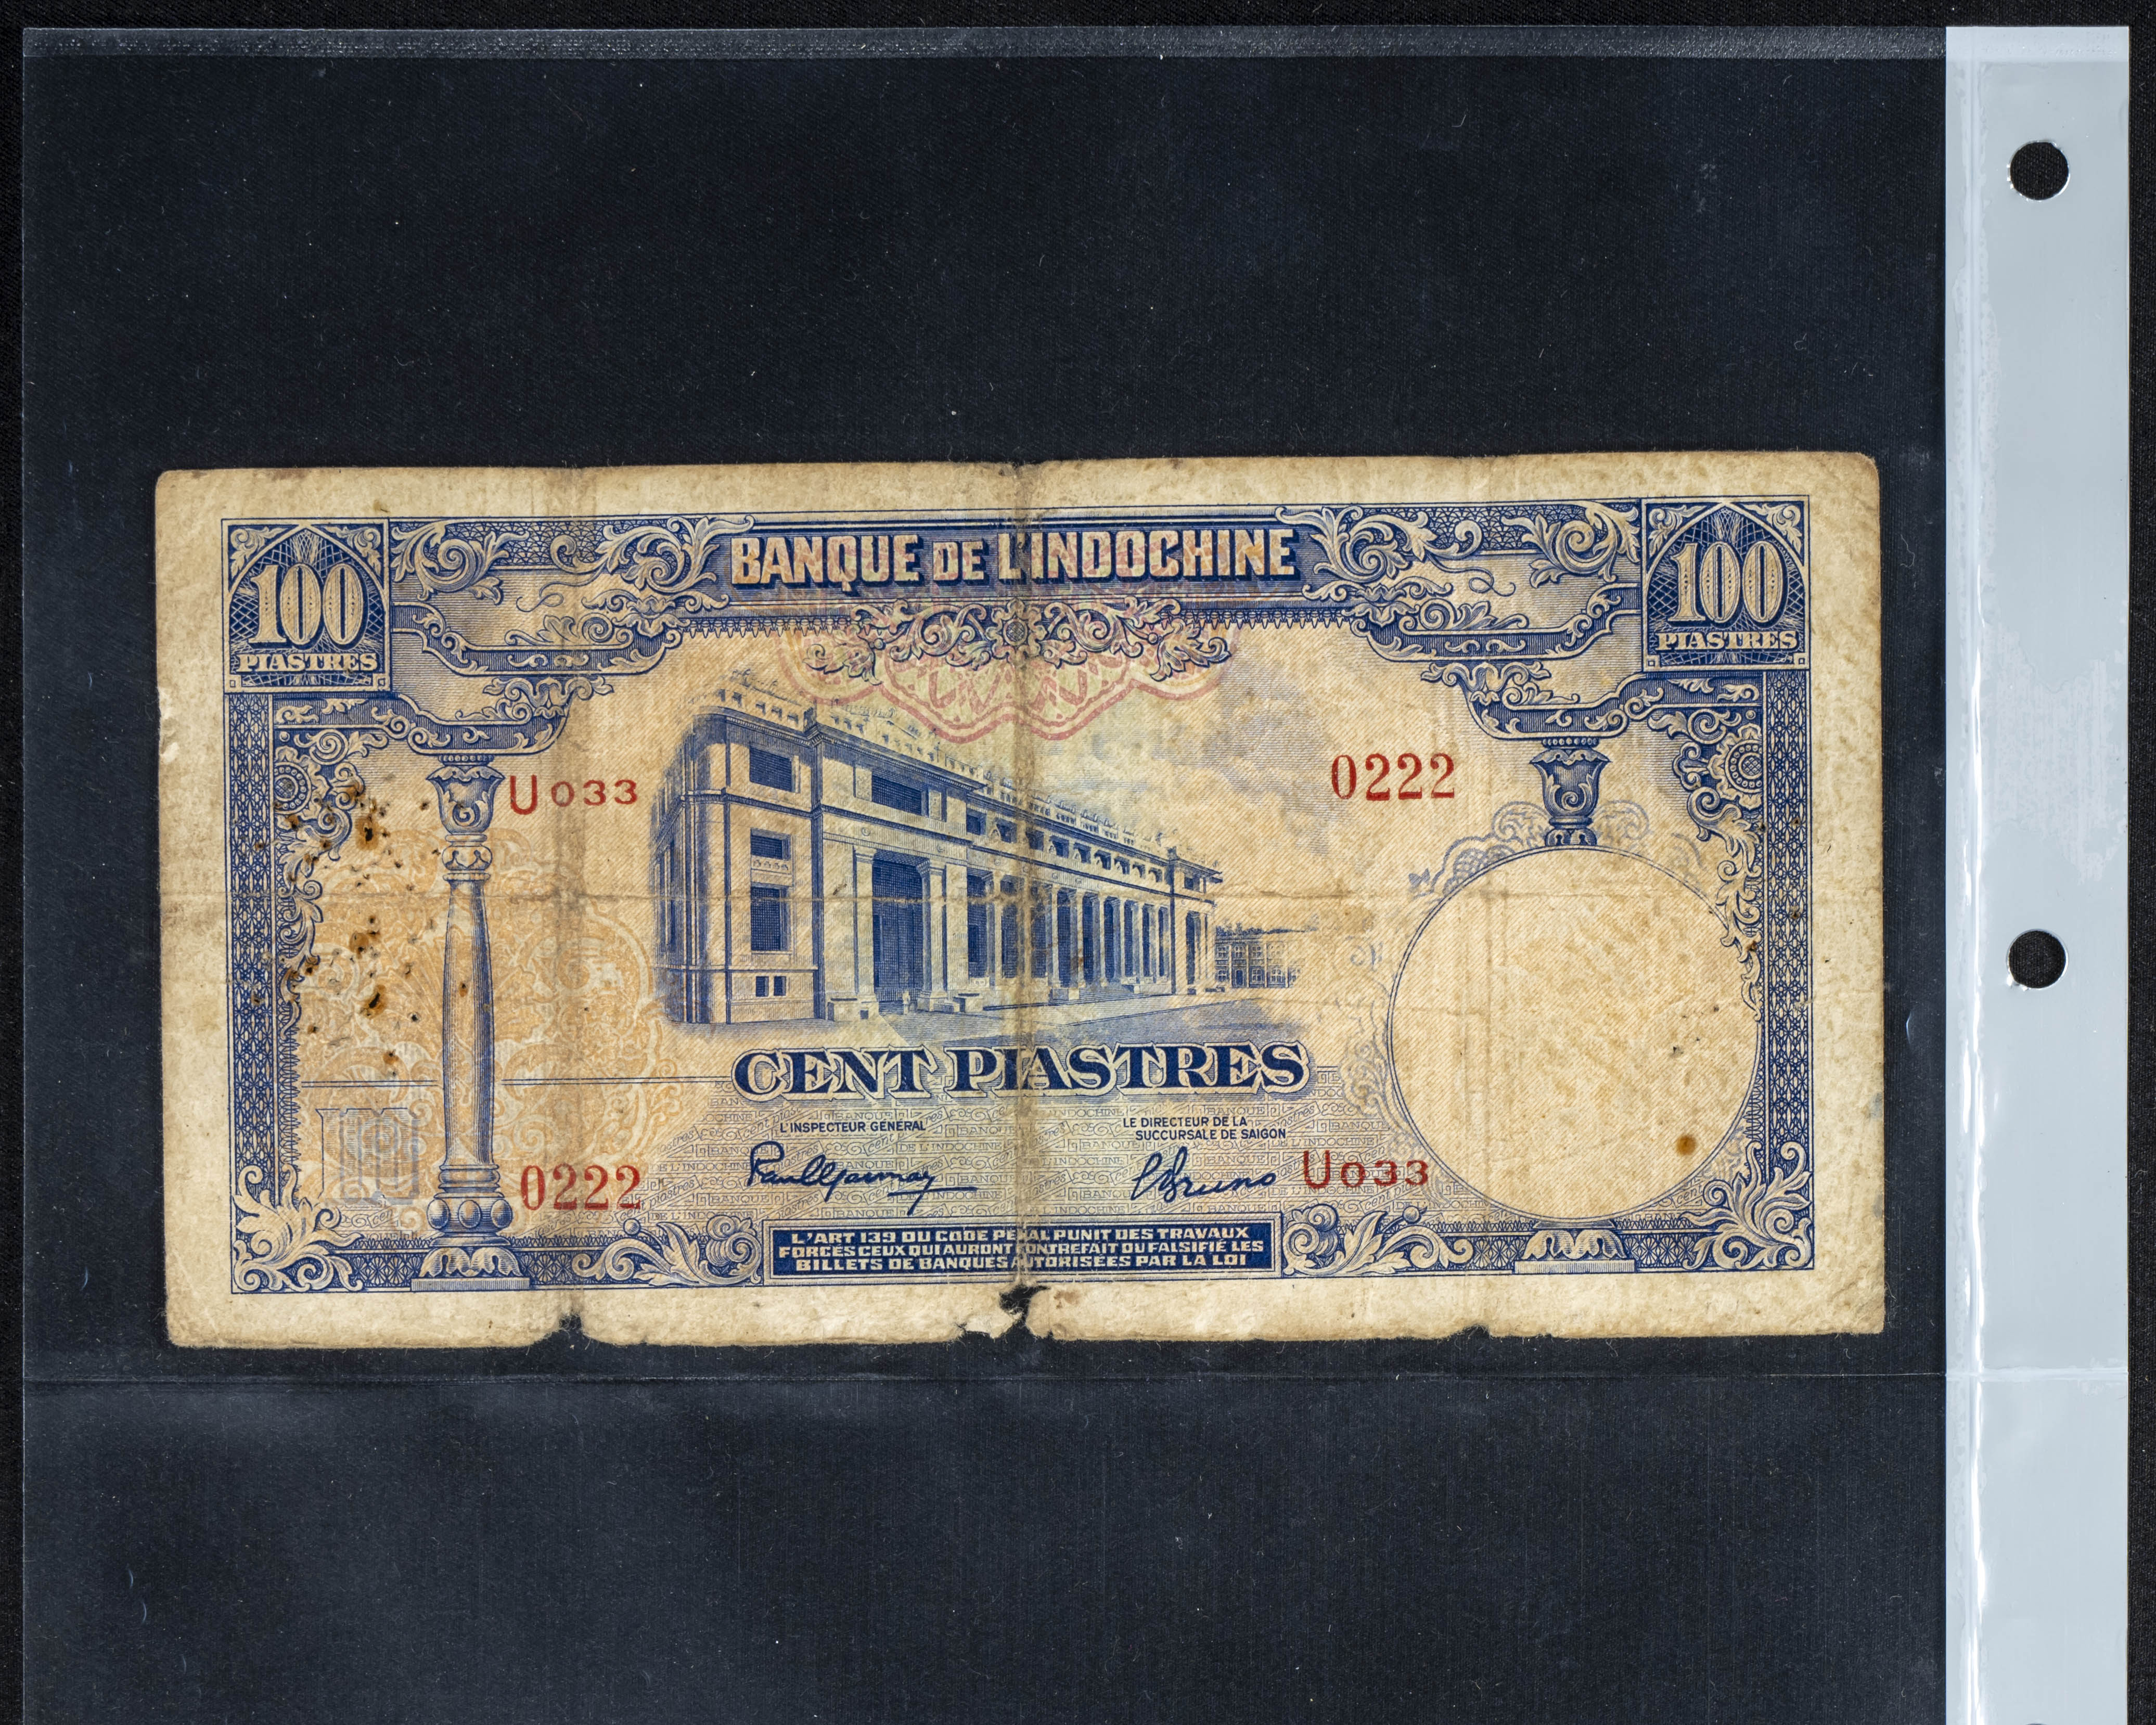 BANQUE DE L'INDOCHINE
100
PIASTRES
100
PIASTRES
U033
0222
CENT PIASTRES
L'INSPECTEUR GÉNÉRAL
LE DIRECTEUR DE LA
SUCCURSALE DE SAIGON
0222
U033
L'ART 139 DU CODE PENAL PUNIT DES TRAVAUX
FORCES CEUX QUI AURONT CONTREFAIT OU FALSIFIÉ LES
BILLETS DE BANQUES AUTORISÉES PAR LA LOI